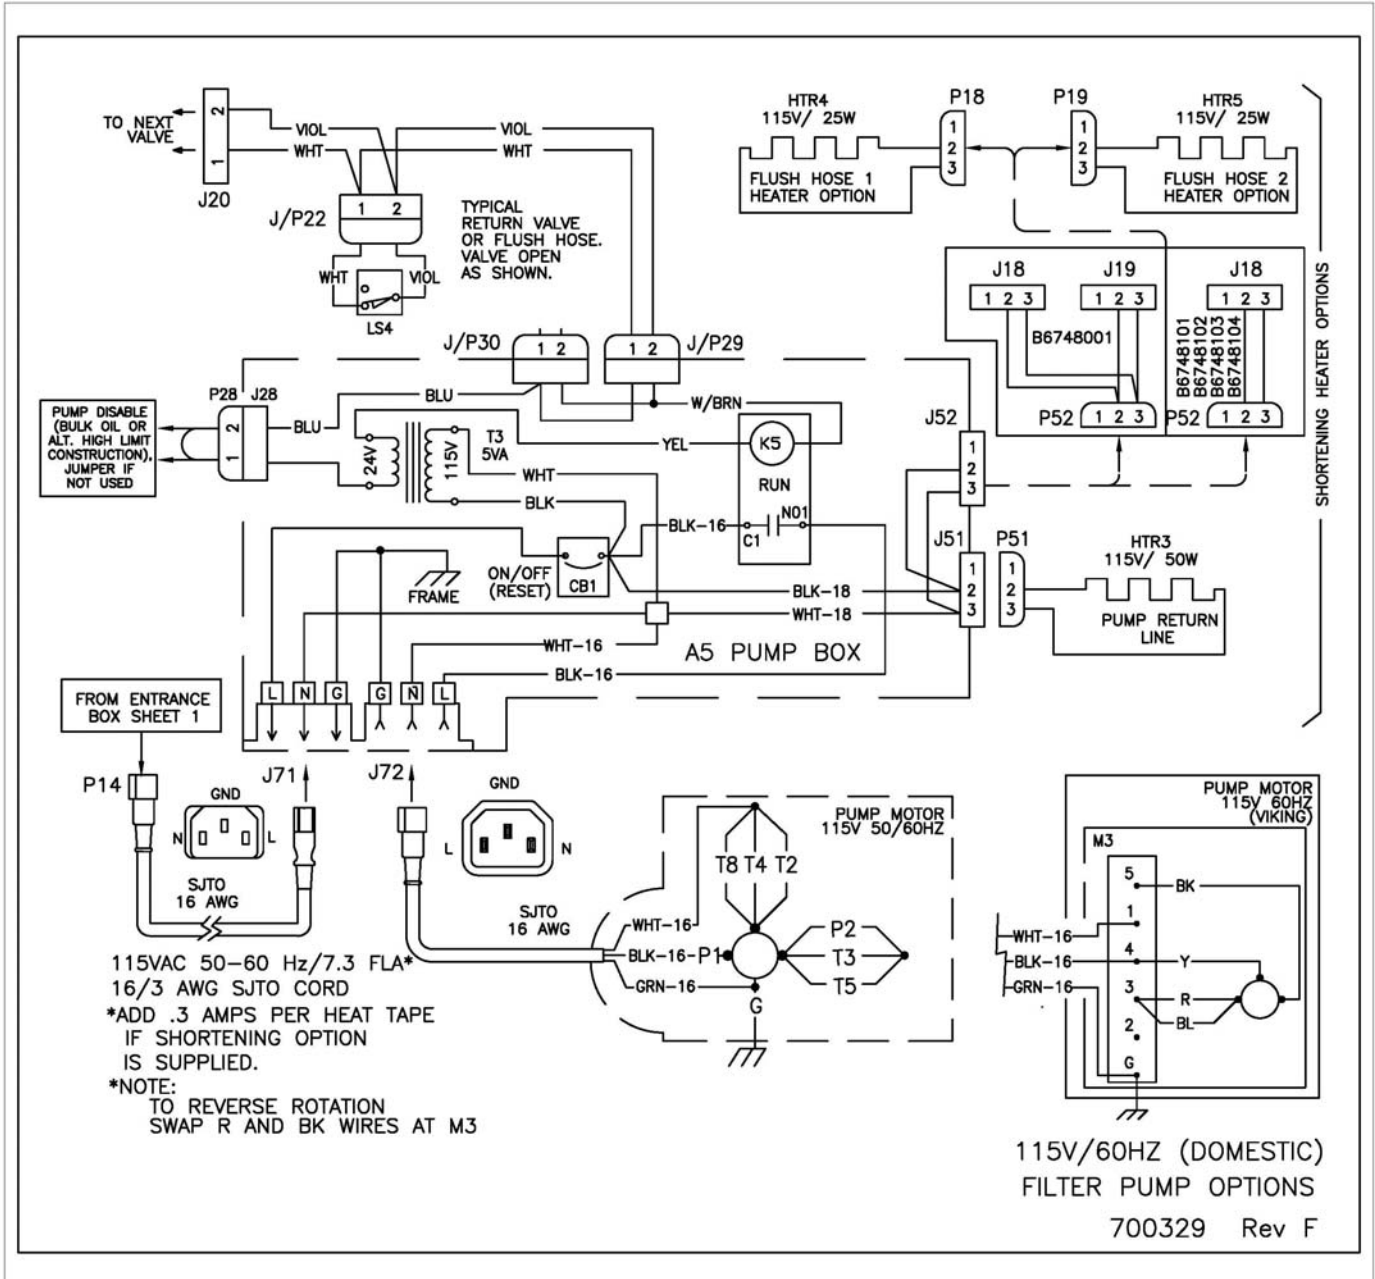 TO NEXT
VALVE
2
1
J20
VIOL
WHT
VIOL
WHT
J/P22
1 2
TYPICAL
RETURN VALVE
OR FLUSH HOSE.
VALVE OPEN
AS SHOWN.
WHT
VIOL
LS4
HTR4
115V/ 25W
P18
1
2
3
FLUSH HOSE 1
HEATER OPTION
P19
1
2
3
HTR5
115V/ 25W
FLUSH HOSE 2
HEATER OPTION
SHORTENING HEATER OPTIONS
J18
1 2 3
J19
1 2 3
J18
1 2 3
B6748001
B6748101
B6748102
B6748103
B6748104
P52
1 2 3
P52
1 2 3
J/P30
1 2
1 2
J/P29
P28
J28
2
1
PUMP DISABLE
(BULK OIL OR
ALT. HIGH LIMIT
CONSTRUCTION),
JUMPER IF
NOT USED
BLU
BLU
24V
115V
T3
5VA
W/BRN
YEL
K5
RUN
WHT
BLK
BLK-16
C1
NO1
J52
1
2
3
J51
1
2
3
P51
1
2
3
HTR3
115V/ 50W
PUMP RETURN
LINE
FRAME
ON/OFF
(RESET)
CB1
BLK-18
WHT-18
WHT-16
BLK-16
A5 PUMP BOX
L N G G N L
FROM ENTRANCE
BOX SHEET 1
P14
J71
J72
GND
N
L
GND
L
N
SJTO
16 AWG
SJTO
16 AWG
115VAC 50-60 Hz/7.3 FLA*
16/3 AWG SJTO CORD
*ADD .3 AMPS PER HEAT TAPE
IF SHORTENING OPTION
IS SUPPLIED.
*NOTE:
TO REVERSE ROTATION
SWAP R AND BK WIRES AT M3
PUMP MOTOR
115V 50/60HZ
T8 T4 T2
WHT-16
BLK-16-P1
GRN-16
P2
T3
T5
G
PUMP MOTOR
115V 60HZ
(VIKING)
M3
5
1
4
3
2
G
BK
Y
R
BL
WHT-16
BLK-16
GRN-16
115V/60HZ (DOMESTIC)
FILTER PUMP OPTIONS
700329 Rev F